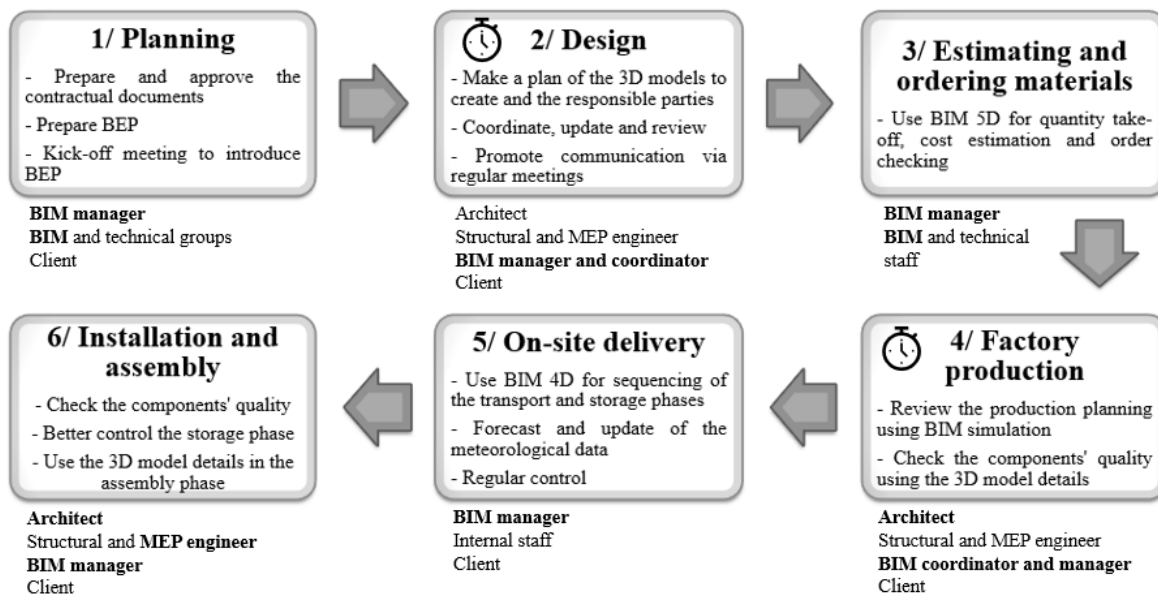 1/ Planning
- Prepare and approve the
contractual documents
- Prepare BEP
- Kick-off meeting to introduce
BEP
BIM manager
BIM and technical groups
Client
2/ Design
- Make a plan of the 3D models to
create and the responsible parties
- Coordinate, update and review
- Promote communication via
regular meetings
Architect
Structural and MEP engineer
BIM manager and coordinator
Client
3/ Estimating and
ordering materials
- Use BIM 5D for quantity take-
off, cost estimation and order
checking
BIM manager
BIM and technical
staff
4/ Factory
production
- Review the production planning
using BIM simulation
- Check the components' quality
using the 3D model details
Architect
Structural and MEP engineer
BIM coordinator and manager
Client
5/ On-site delivery
- Use BIM 4D for sequencing of
the transport and storage phases
- Forecast and update of the
meteorological data
- Regular control
BIM manager
Internal staff
Client
6/ Installation and
assembly
- Check the components' quality
- Better control the storage phase
- Use the 3D model details in the
assembly phase
Architect
Structural and MEP engineer
BIM manager
Client